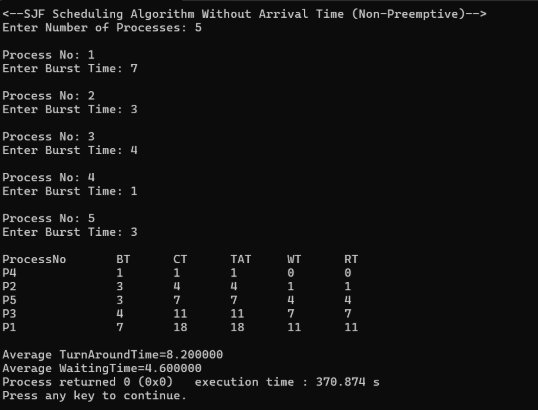 <--SJF Scheduling Algorithm Without Arrival Time (Non-Preemptive)-->
Enter Number of Processes: 5
Process No: 1
Enter Burst Time: 7
Process No: 2
Enter Burst Time: 3
Process No: 3
Enter Burst Time: 4
Process No: 4
Enter Burst Time: 1
Process No: 5
Enter Burst Time: 3
ProcessNo BT CT TAT WT RT
P4 1 1 1 0 0
P2 3 4 4 1 1
P5 3 7 7 4 4
P3 4 11 11 7 7
P1 7 18 18 11 11
Average TurnAroundTime=8.200000
Average WaitingTime=4.600000
Process returned 0 (0x0) execution time : 370.874 s
Press any key to continue.